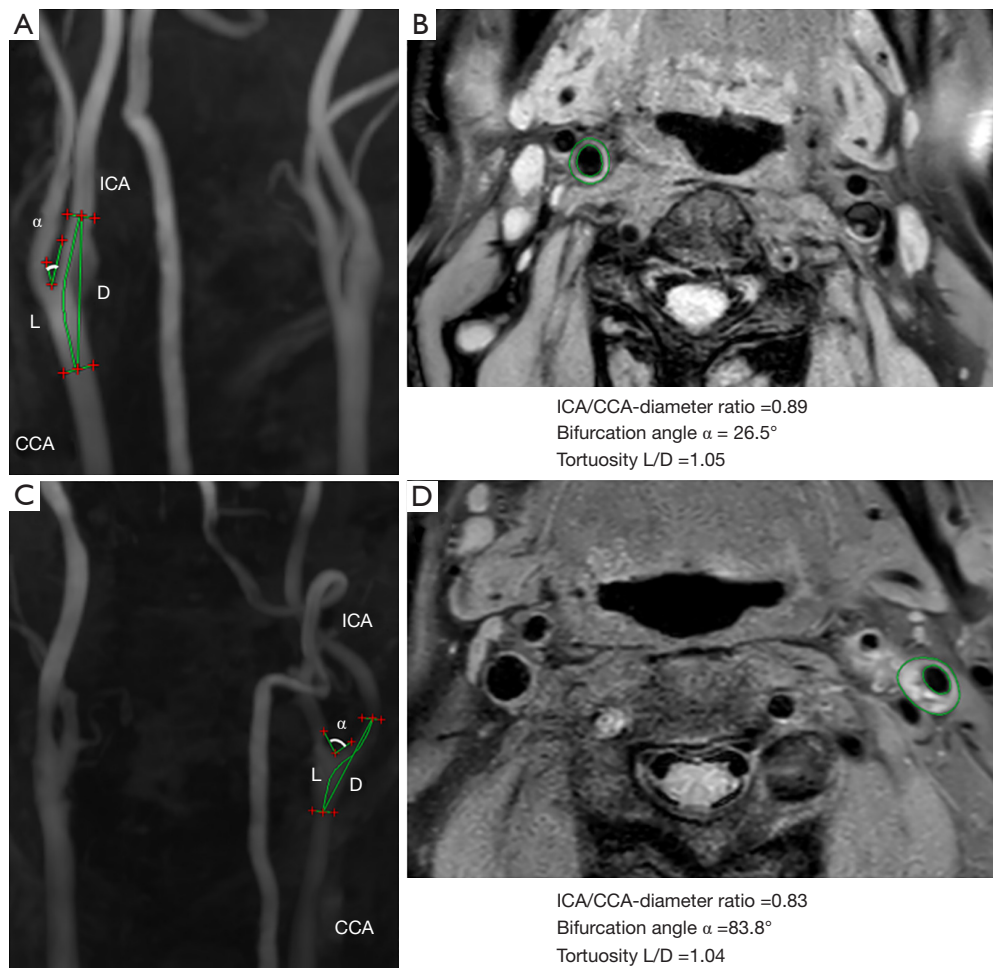 A
B
ICA
α
D
L
CCA
ICA/CCA-diameter ratio =0.89
Bifurcation angle α = 26.5°
Tortuosity L/D =1.05
C
D
ICA
α
L
D
CCA
ICA/CCA-diameter ratio =0.83
Bifurcation angle α =83.8°
Tortuosity L/D =1.04